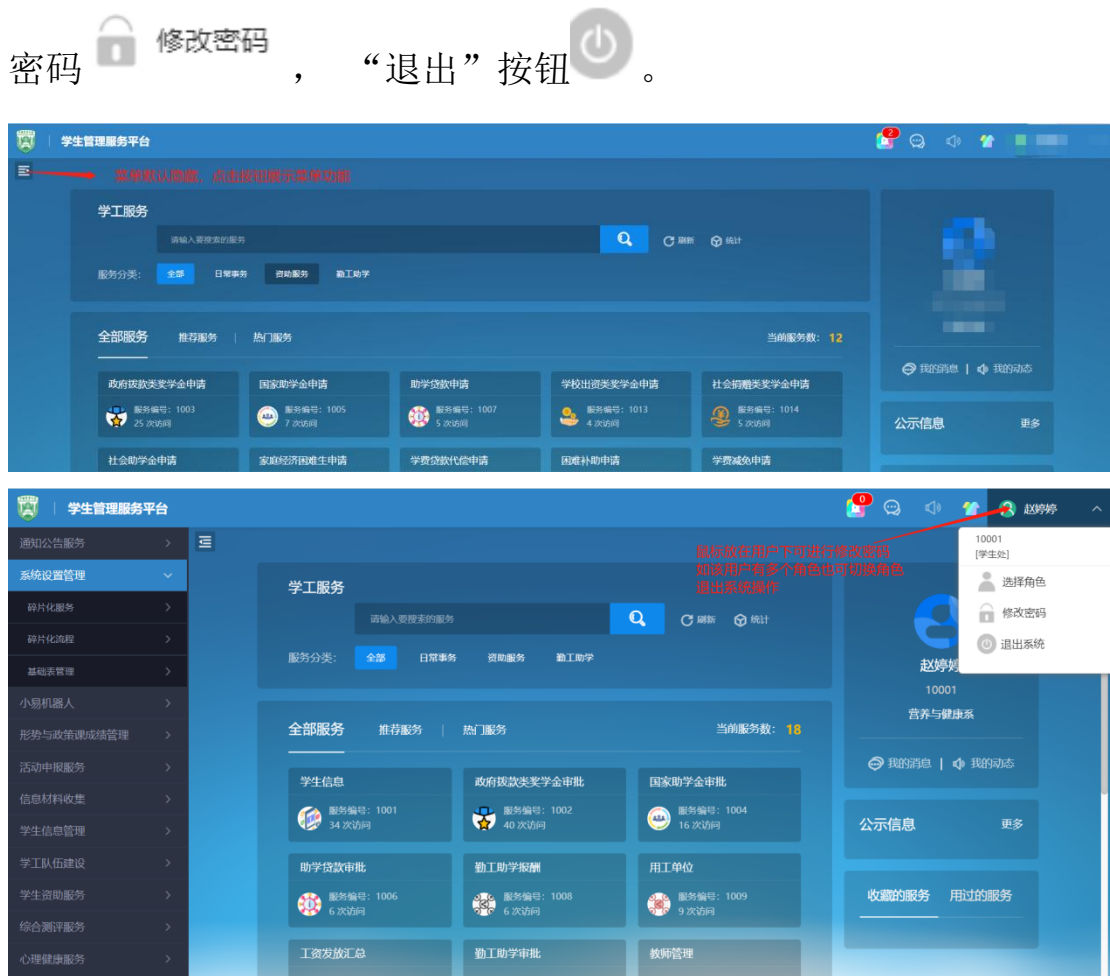 密码 修改密码 ， “退出”按钮 。
学生管理服务平台 2
菜单默认隐藏，点击按钮展示菜单功能
学工服务
请输入要搜索的服务 刷新 统计
服务分类： 全部 日常事务 资助服务 勤工助学
全部服务 推荐服务 | 热门服务 当前服务数： 12
我的消息 | 我的动态
政府拨款类奖学金申请 国家助学金申请 助学贷款申请 学校出资类奖学金申请 社会捐赠类奖学金申请
服务编号：1003 服务编号：1005 服务编号：1007 服务编号：1013 服务编号：1014
25 次访问 7 次访问 5 次访问 4 次访问 5 次访问
公示信息 更多
社会助学金申请 家庭经济困难生申请 学费贷款代偿申请 困难补助申请 学费减免申请
学生管理服务平台 0 赵婷婷
通知公告服务
系统设置管理
碎片化服务
碎片化流程
基础表管理
小易机器人
形势与政策课成绩管理
活动申报服务
信息材料收集
学生信息管理
学工队伍建设
学生资助服务
综合测评服务
心理健康服务
鼠标放在用户下可进行修改密码
如该用户有多个角色也可切换角色
退出系统操作
10001
[学生处]
选择角色
修改密码
退出系统
学工服务
请输入要搜索的服务 刷新 统计
服务分类： 全部 日常事务 资助服务 勤工助学
赵婷婷
10001
营养与健康系
我的消息 | 我的动态
全部服务 推荐服务 | 热门服务 当前服务数： 18
学生信息 政府拨款类奖学金审批 国家助学金审批
服务编号：1001 服务编号：1002 服务编号：1004
34 次访问 40 次访问 16 次访问
公示信息 更多
助学贷款审批 勤工助学报酬 用工单位
服务编号：1006 服务编号：1008 服务编号：1009
6 次访问 6 次访问 9 次访问
收藏的服务 用过的服务
工资发放汇总 勤工助学审批 教师管理